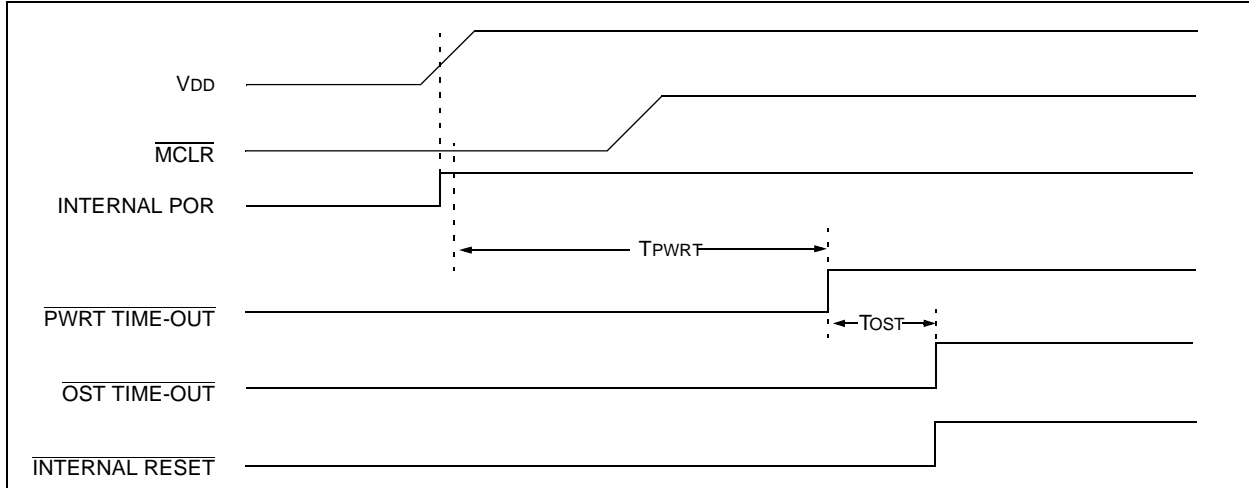 VDD
MCLR
INTERNAL POR
TPWRT
PWRT TIME-OUT
TOST
OST TIME-OUT
INTERNAL RESET